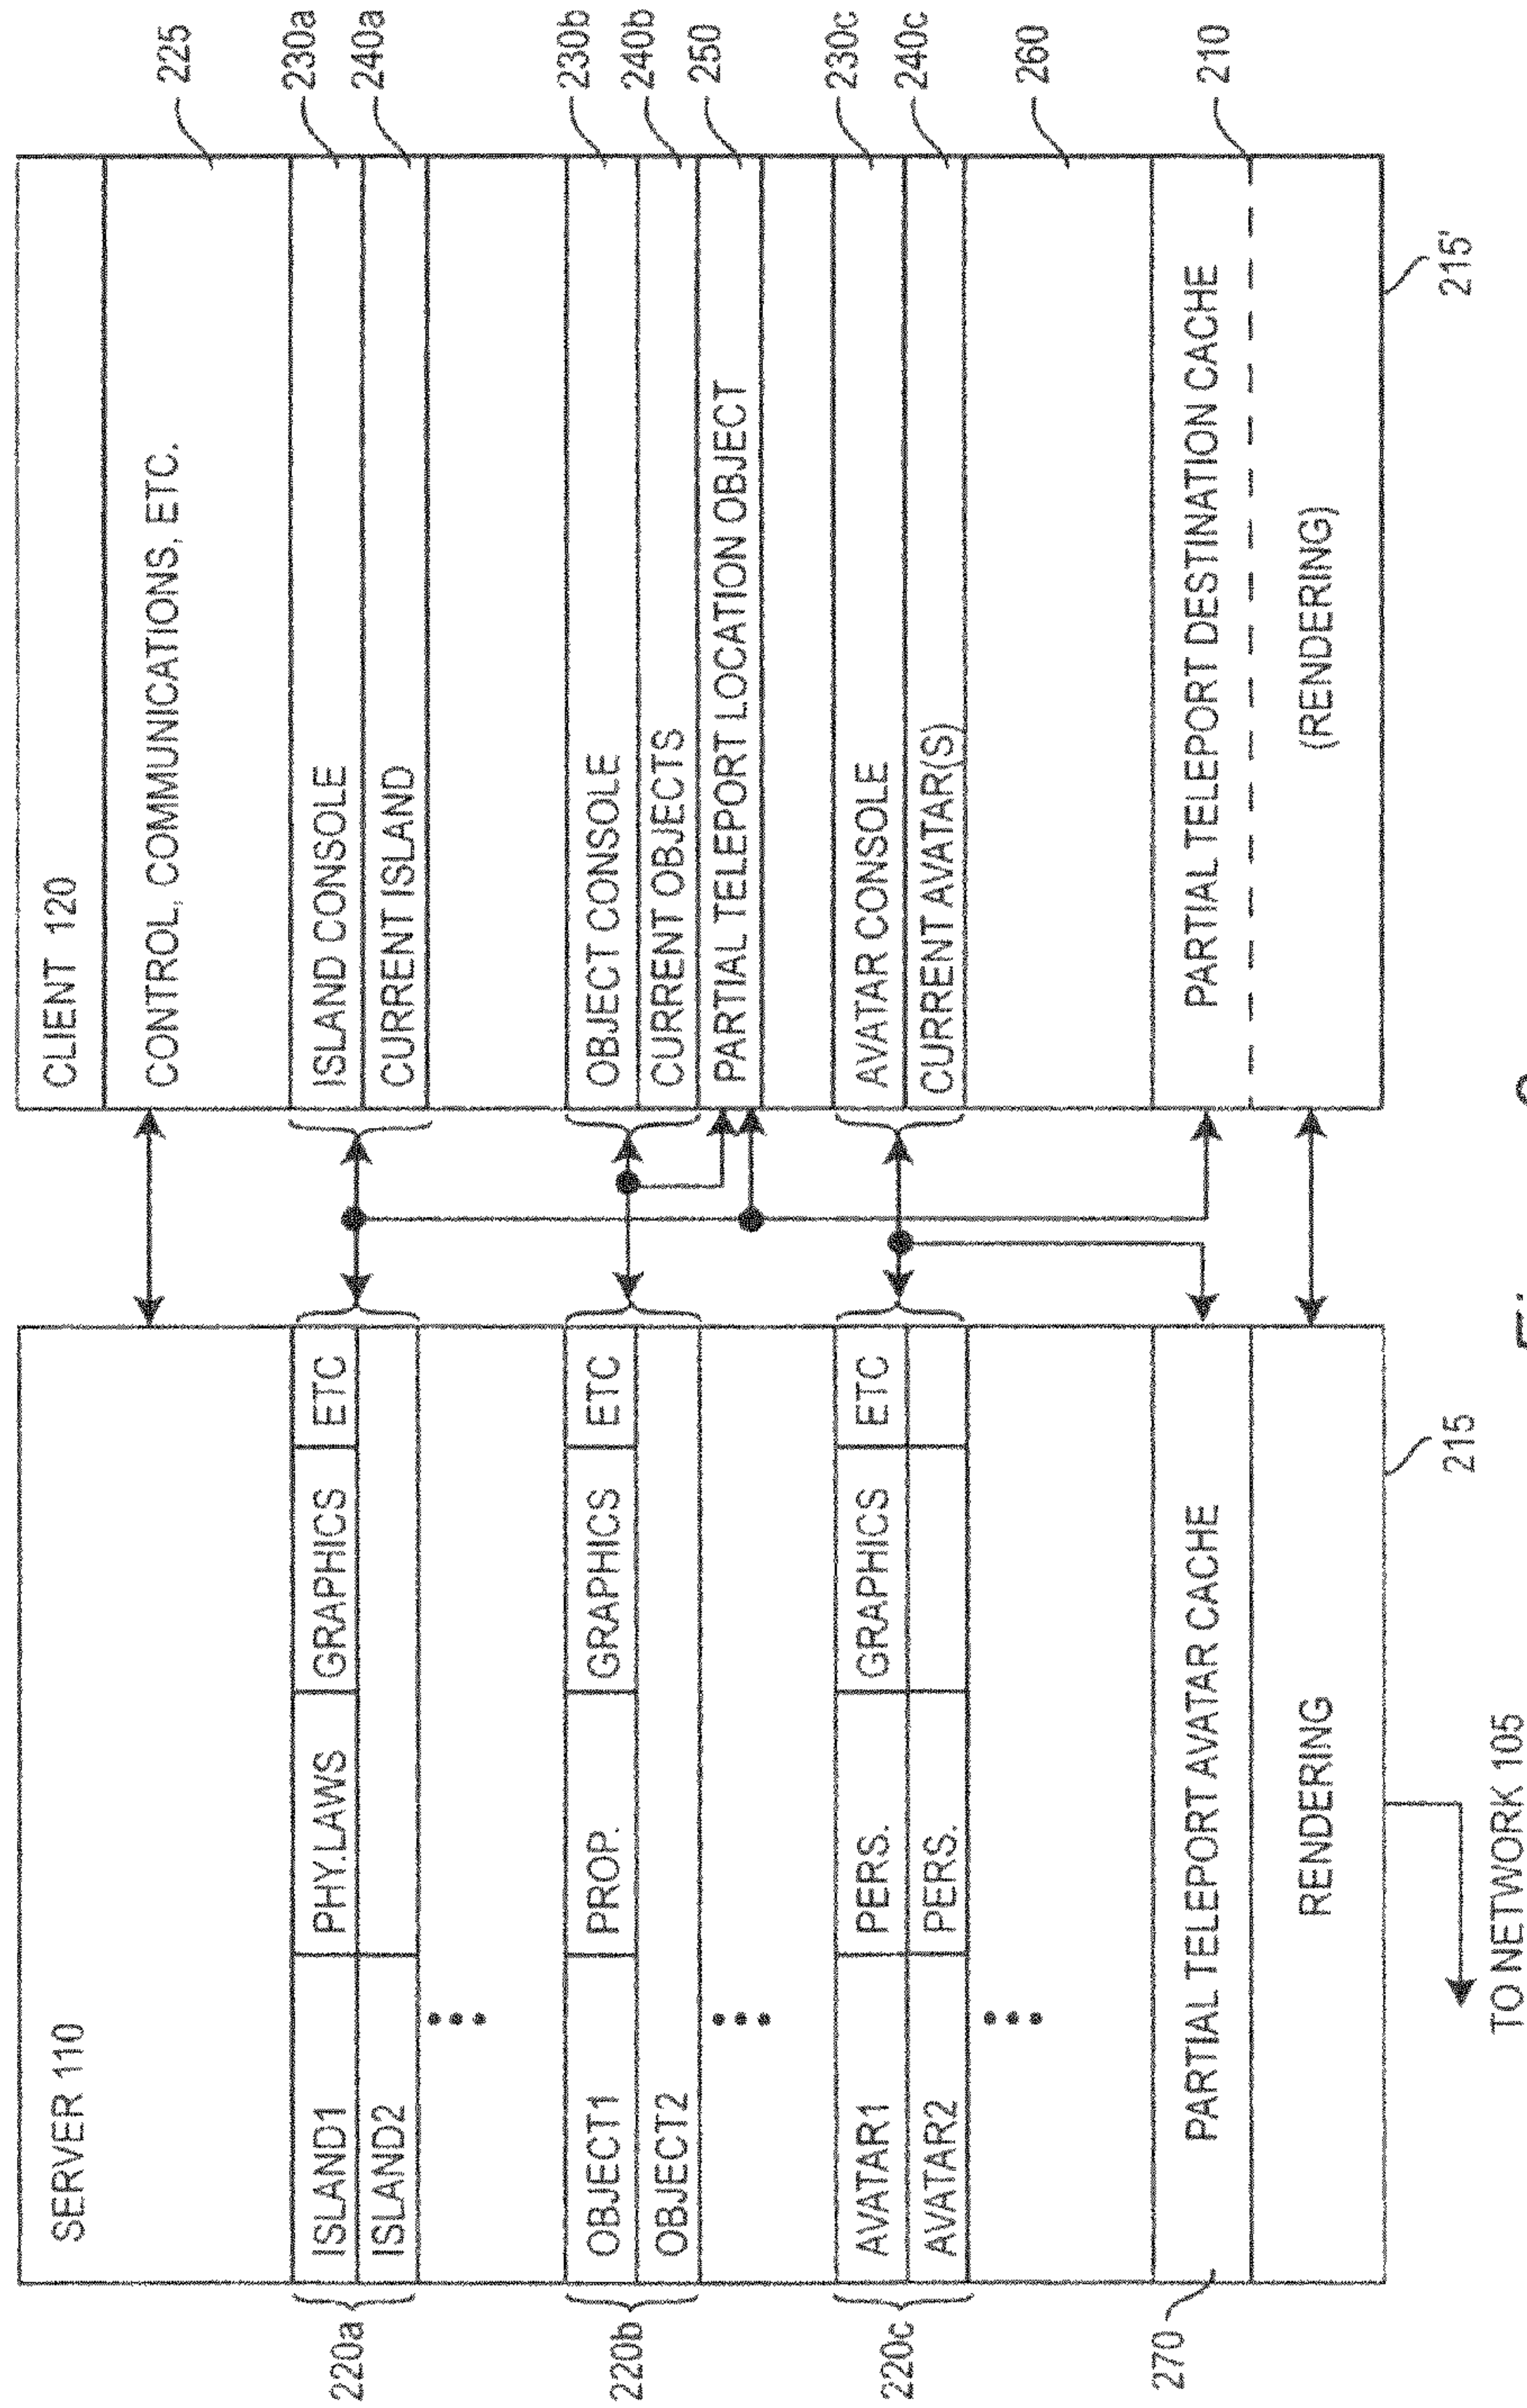 SERVER 110
ISLAND1 PHY.LAWS GRAPHICS ETC
ISLAND2
220a
OBJECT1 PROP. GRAPHICS ETC
OBJECT2
220b
AVATAR1 PERS. GRAPHICS ETC
AVATAR2 PERS.
220c
PARTIAL TELEPORT AVATAR CACHE
270
RENDERING
215
TO NETWORK 105
CLIENT 120
CONTROL, COMMUNICATIONS, ETC.
225
ISLAND CONSOLE
230a
CURRENT ISLAND
240a
OBJECT CONSOLE
230b
CURRENT OBJECTS
240b
PARTIAL TELEPORT LOCATION OBJECT
250
AVATAR CONSOLE
230c
CURRENT AVATAR(S)
240c
260
PARTIAL TELEPORT DESTINATION CACHE
210
(RENDERING)
215'